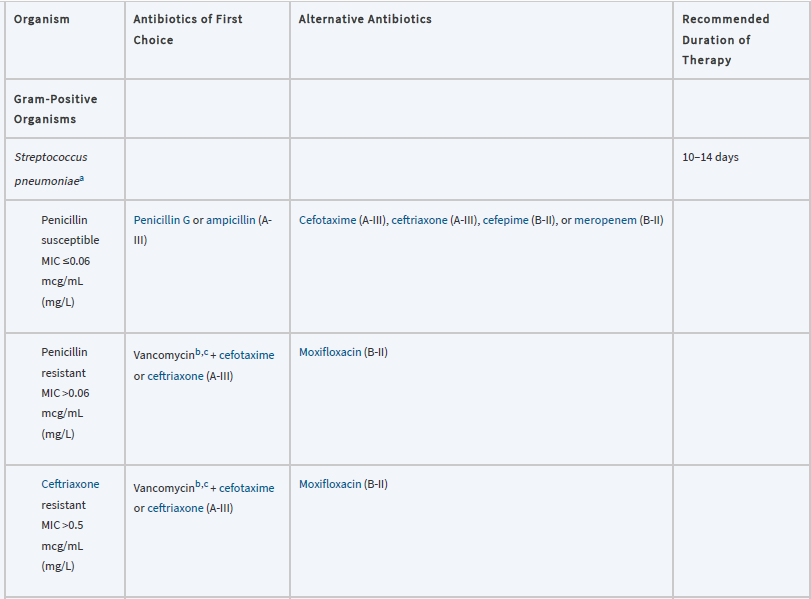 Organism
Antibiotics of First
Choice
Alternative Antibiotics
Recommended
Duration of
Therapy
Gram-Positive
Organisms
Streptococcus
pneumoniaeᵃ
10–14 days
Penicillin
susceptible
MIC ≤0.06
mcg/mL
(mg/L)
Penicillin G or ampicillin (A-
III)
Cefotaxime (A-III), ceftriaxone (A-III), cefepime (B-II), or meropenem (B-II)
Penicillin
resistant
MIC >0.06
mcg/mL
(mg/L)
Vancomycinᵇ,ᶜ + cefotaxime
or ceftriaxone (A-III)
Moxifloxacin (B-II)
Ceftriaxone
resistant
MIC >0.5
mcg/mL
(mg/L)
Vancomycinᵇ,ᶜ + cefotaxime
or ceftriaxone (A-III)
Moxifloxacin (B-II)